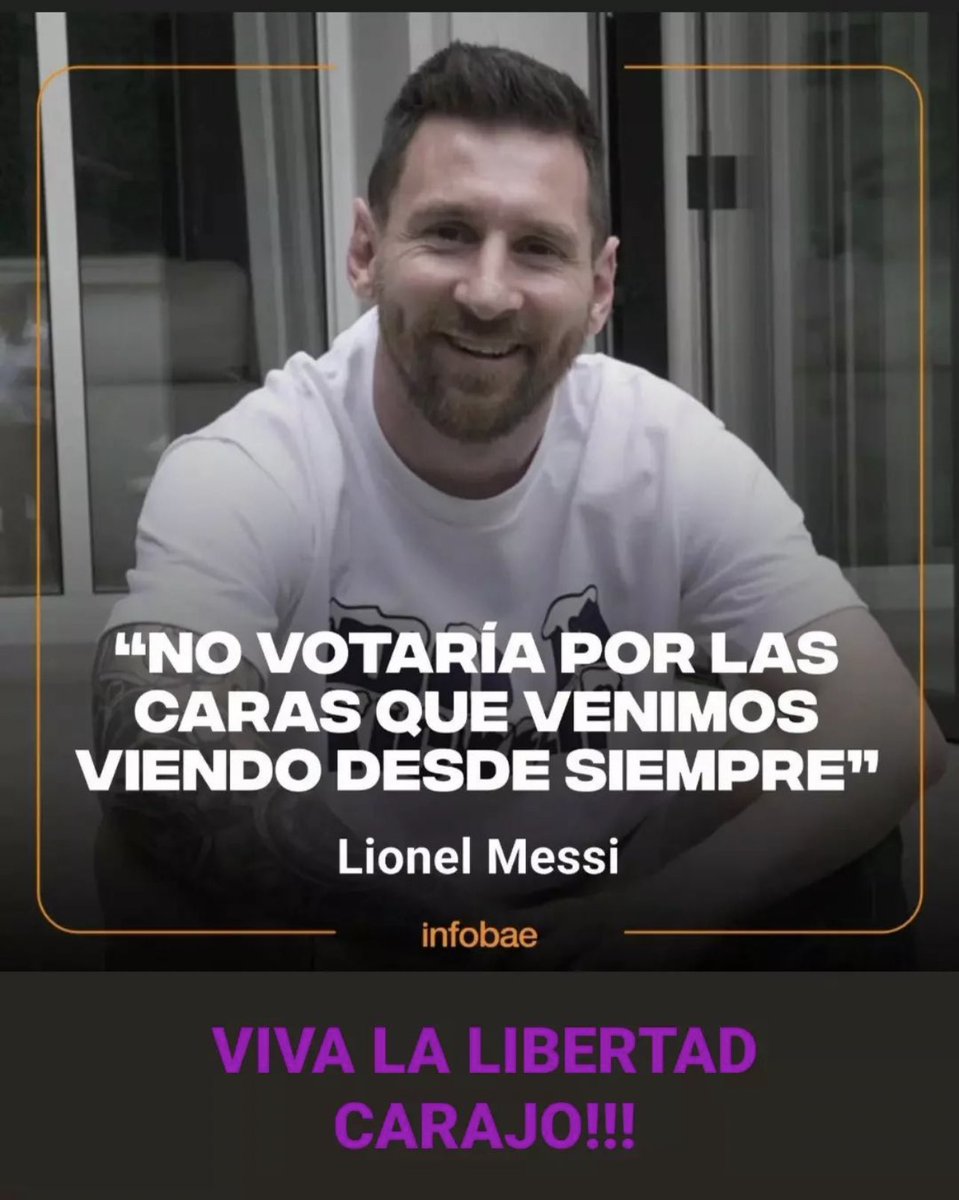 “NO VOTARÍA POR LAS
CARAS QUE VENIMOS
VIENDO DESDE SIEMPRE”
Lionel Messi
infobae
VIVA LA LIBERTAD
CARAJO!!!